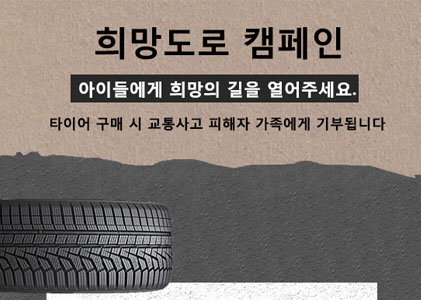 희망도로 캠페인
아이들에게 희망의 길을 열어주세요.
타이어 구매 시 교통사고 피해자 가족에게 기부됩니다